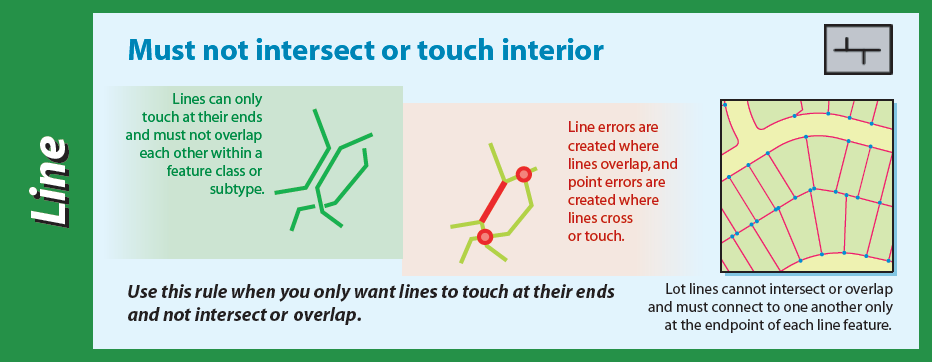 Line
Must not intersect or touch interior
Lines can only
touch at their ends
and must not overlap
each other within a
feature class or
subtype.
Line errors are
created where
lines overlap, and
point errors are
created where
lines cross
or touch.
Use this rule when you only want lines to touch at their ends
and not intersect or overlap.
Lot lines cannot intersect or overlap
and must connect to one another only
at the endpoint of each line feature.